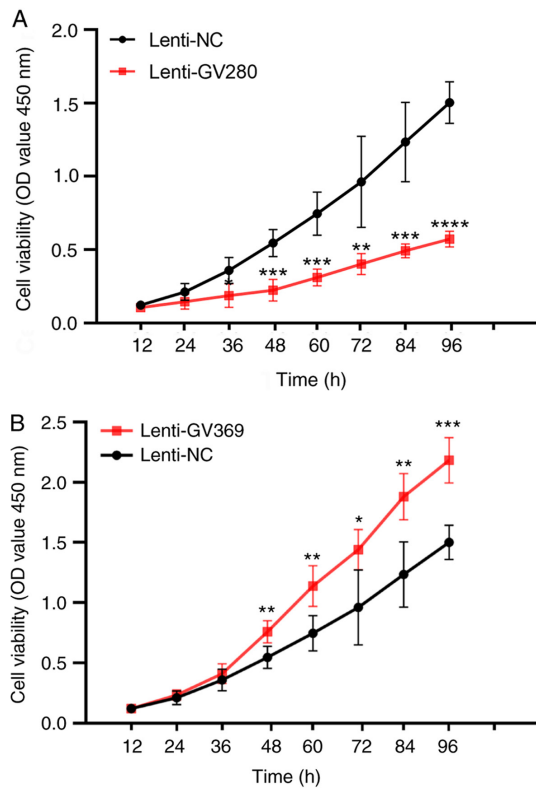 A
Lenti-NC
Lenti-GV280
Cell viability (OD value 450 nm)
2.0
1.5
1.0
0.5
0.0
*
***
***
**
***
****
12 24 36 48 60 72 84 96
Time (h)
B
Lenti-GV369
Lenti-NC
Cell viability (OD value 450 nm)
2.5
2.0
1.5
1.0
0.5
0.0
**
**
*
**
***
12 24 36 48 60 72 84 96
Time (h)